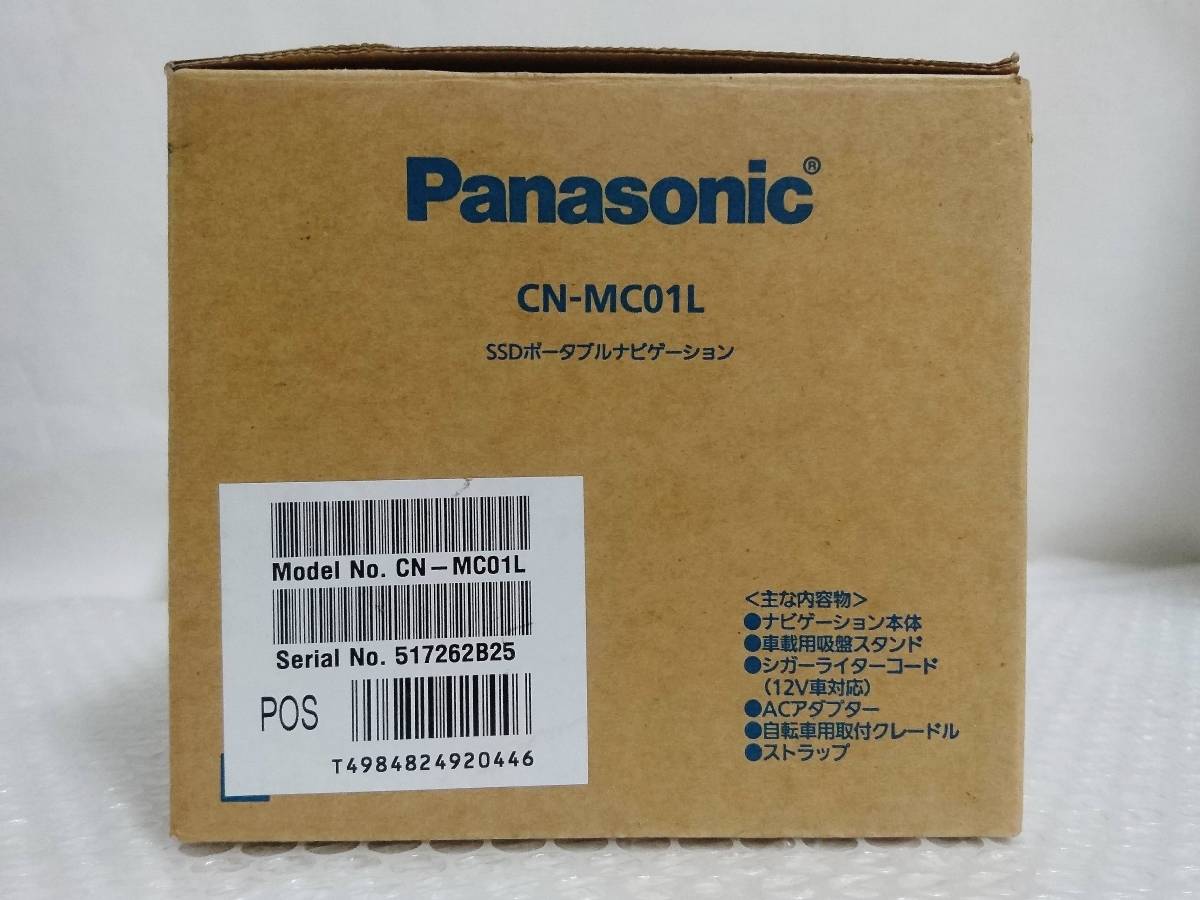 Panasonic®
CN-MC01L
SSDポータブルナビゲーション
Model No. CN-MC01L
Serial No. 517262B25
POS
T4984824920446
<主な内容物>
●ナビゲーション本体
●車載用吸盤スタンド
●シガーライターコード
(12V車対応)
●ACアダプター
●自転車用取付クレードル
●ストラップ